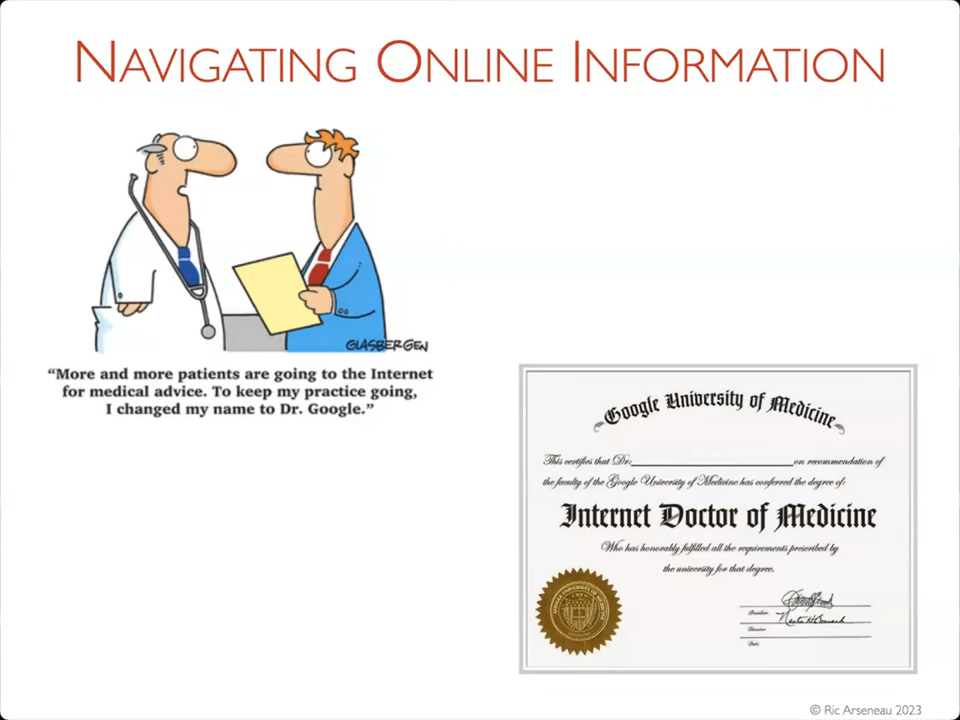 NAVIGATING ONLINE INFORMATION
GLASBERGEN
“More and more patients are going to the Internet
for medical advice. To keep my practice going,
I changed my name to Dr. Google.”
Google University of Medicine
This certifies that Dr. on recommendation of
the faculty of the Google University of Medicine has conferred the degree of:
Internet Doctor of Medicine
Who has honorably fulfilled all the requirements prescribed by
the university for that degree.
President
Director
Date
© Ric Arseneau 2023